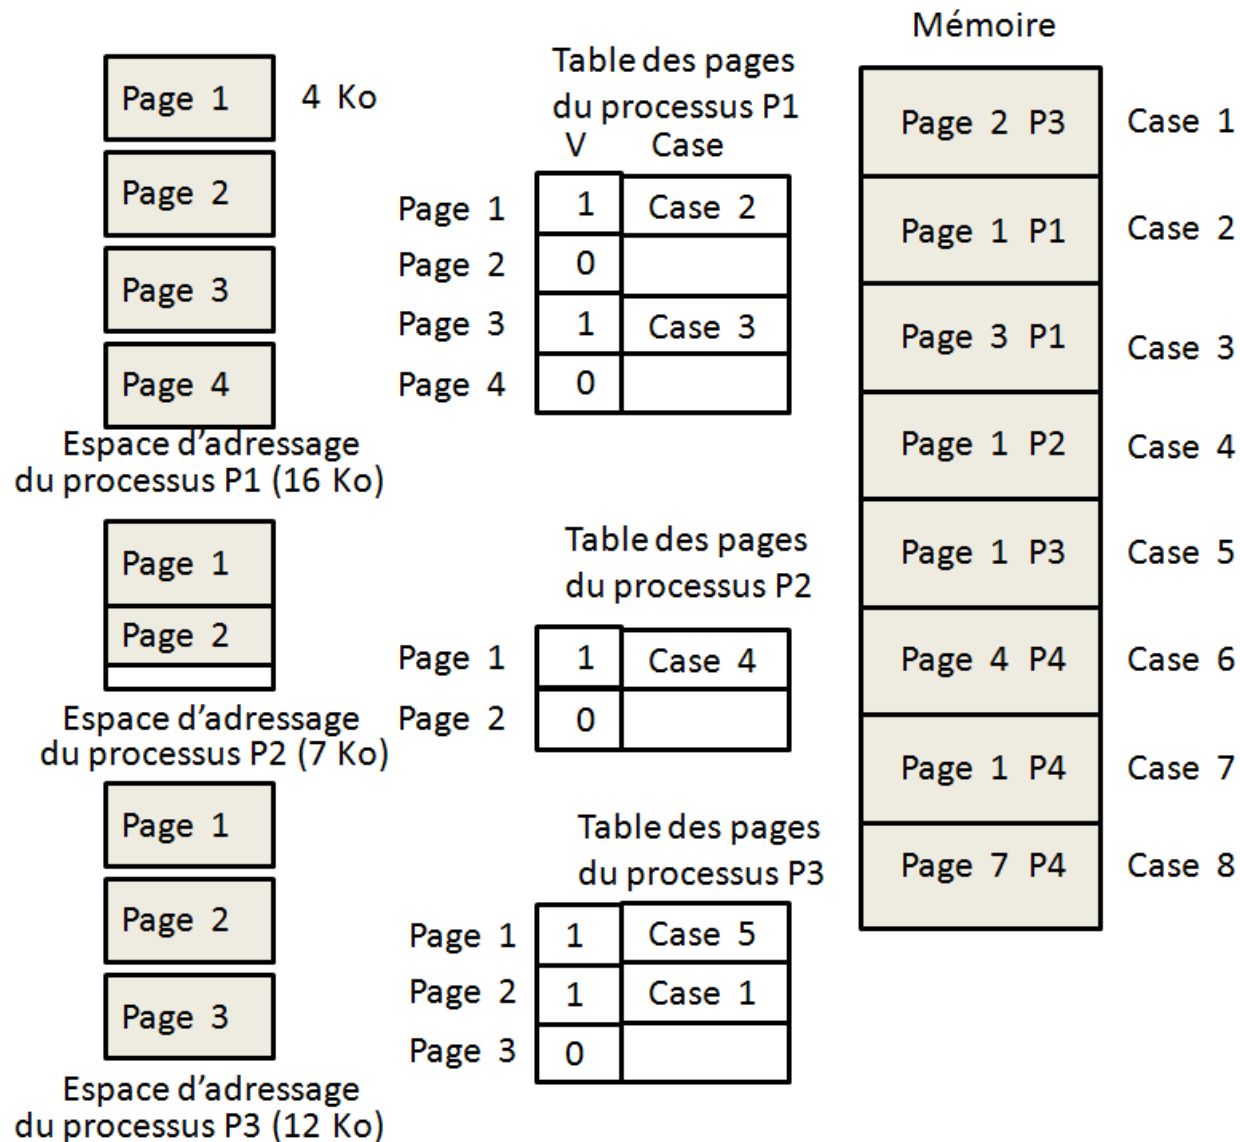 Page 1 4 Ko
Page 2
Page 3
Page 4
Espace d’adressage
du processus P1 (16 Ko)
Page 1
Page 2
Espace d’adressage
du processus P2 (7 Ko)
Page 1
Page 2
Page 3
Espace d’adressage
du processus P3 (12 Ko)
Table des pages
du processus P1
V Case
Page 1 1 Case 2
Page 2 0
Page 3 1 Case 3
Page 4 0
Table des pages
du processus P2
Page 1 1 Case 4
Page 2 0
Table des pages
du processus P3
Page 1 1 Case 5
Page 2 1 Case 1
Page 3 0
Mémoire
Page 2 P3 Case 1
Page 1 P1 Case 2
Page 3 P1 Case 3
Page 1 P2 Case 4
Page 1 P3 Case 5
Page 4 P4 Case 6
Page 1 P4 Case 7
Page 7 P4 Case 8